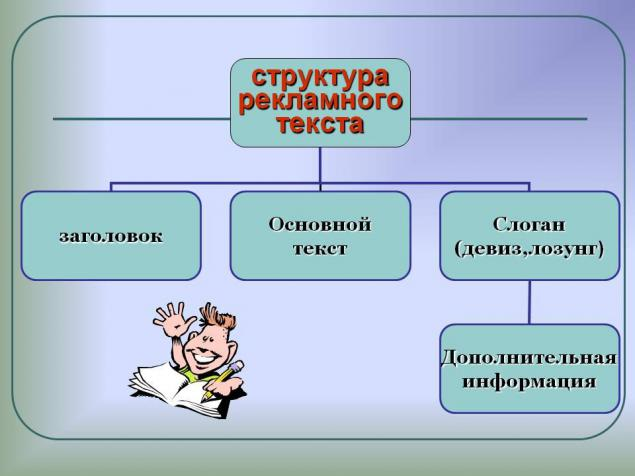 структура
рекламного
текста
заголовок
Основной
текст
Слоган
(девиз,лозунг)
Дополнительная
информация